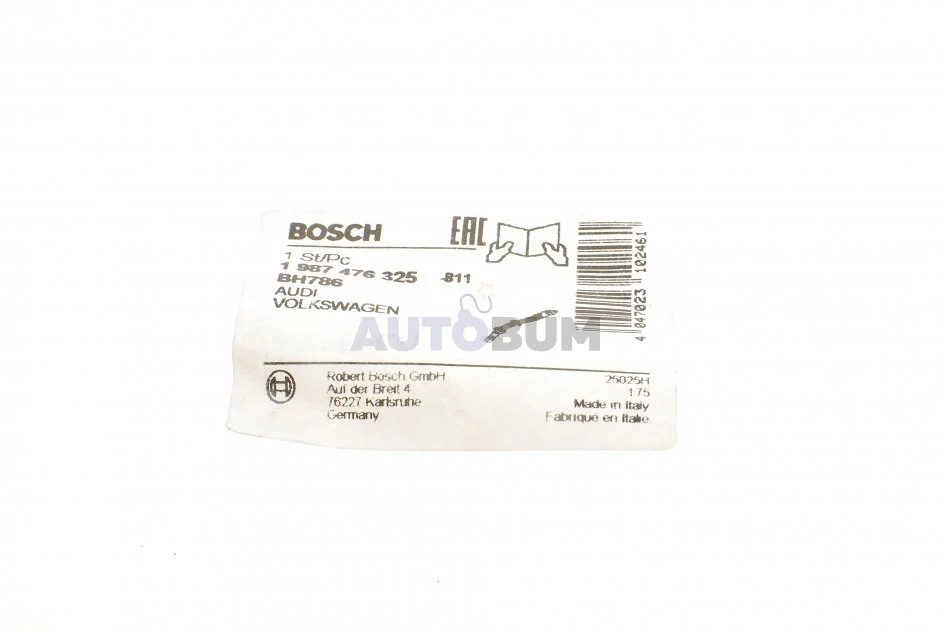 BOSCH
EAC
1 St/Pc
1 987 476 325 -811
BH786
AUDI
VOLKSWAGEN
4 047023 102461
AUTOBUM
Robert Bosch GmbH
Auf der Breit 4
76227 Karlsruhe
Germany
25025H
175
Made in Italy
Fabriqué en Italie